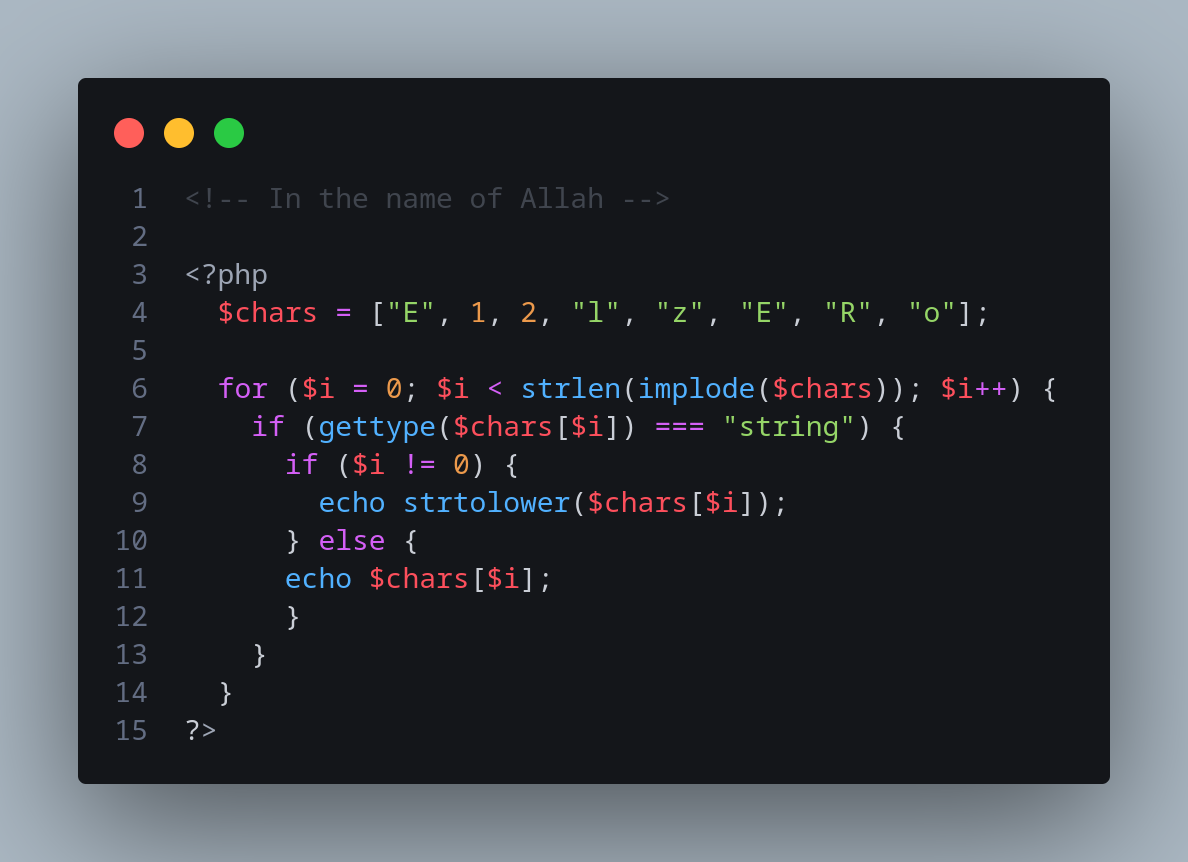 1 <!-- In the name of Allah -->
2
3 <?php
4   $chars = ["E", 1, 2, "l", "z", "E", "R", "o"];
5
6   for ($i = 0; $i < strlen(implode($chars)); $i++) {
7     if (gettype($chars[$i]) === "string") {
8       if ($i != 0) {
9         echo strtolower($chars[$i]);
10       } else {
11       echo $chars[$i];
12       }
13     }
14   }
15 ?>